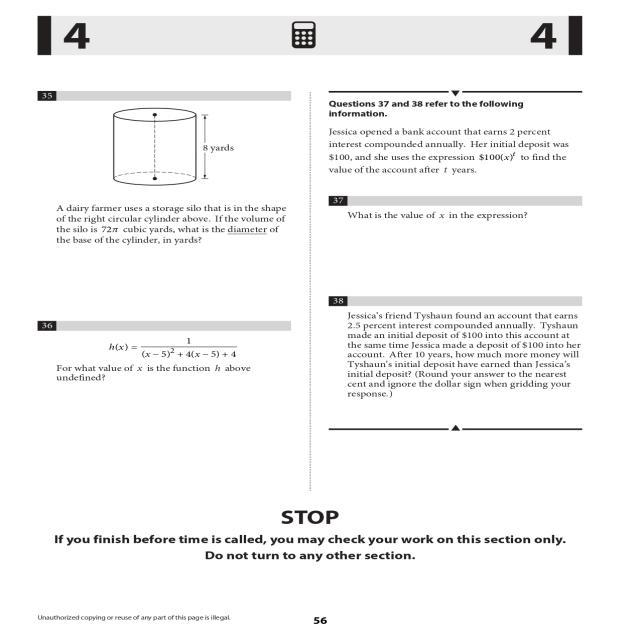 4
4
35
8 yards
A dairy farmer uses a storage silo that is in the shape
of the right circular cylinder above. If the volume of
the silo is 72π cubic yards, what is the diameter of
the base of the cylinder, in yards?
36
h(x) = 1 / (x − 5)² + 4(x − 5) + 4
For what value of x is the function h above
undefined?
Questions 37 and 38 refer to the following
information.
Jessica opened a bank account that earns 2 percent
interest compounded annually. Her initial deposit was
$100, and she uses the expression $100(x)ᵗ to find the
value of the account after t years.
37
What is the value of x in the expression?
38
Jessica's friend Tyshaun found an account that earns
2.5 percent interest compounded annually. Tyshaun
made an initial deposit of $100 into this account at
the same time Jessica made a deposit of $100 into her
account. After 10 years, how much more money will
Tyshaun's initial deposit have earned than Jessica's
initial deposit? (Round your answer to the nearest
cent and ignore the dollar sign when gridding your
response.)
STOP
If you finish before time is called, you may check your work on this section only.
Do not turn to any other section.
Unauthorized copying or reuse of any part of this page is illegal.
56